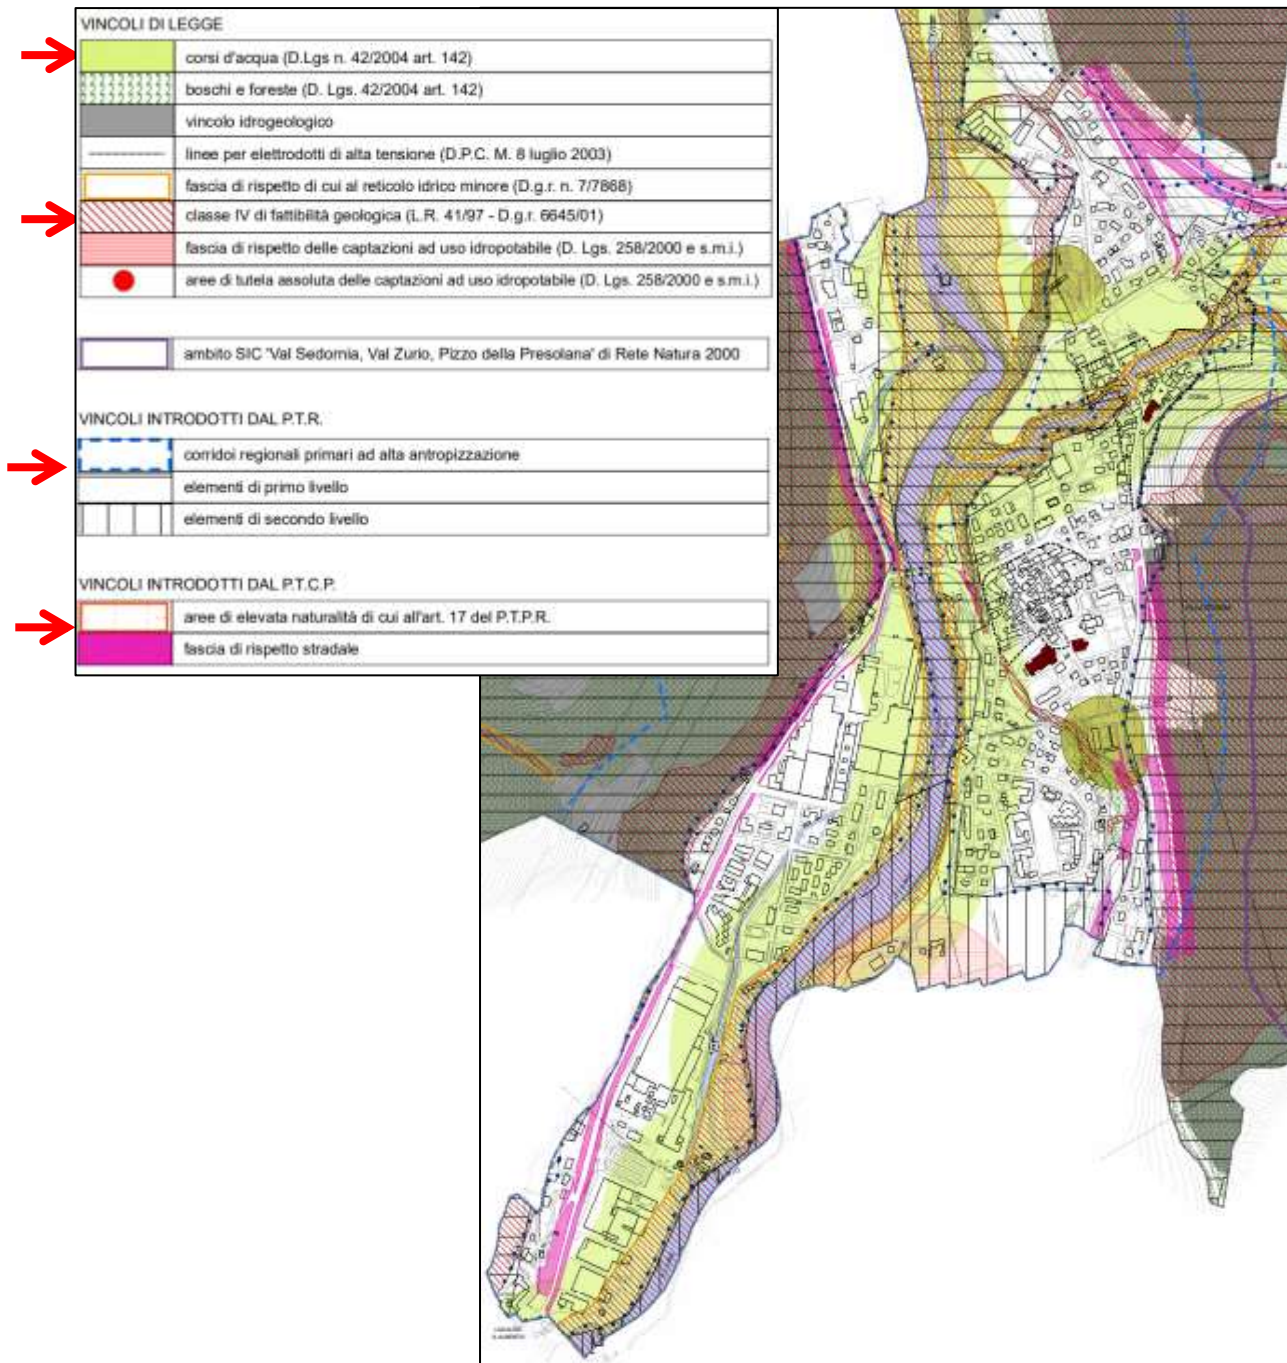 VINCOLI DI LEGGE
corsi d'acqua (D.Lgs n. 42/2004 art. 142)
boschi e foreste (D. Lgs. 42/2004 art. 142)
vincolo idrogeologico
linee per elettrodotti di alta tensione (D.P.C. M. 8 luglio 2003)
fascia di rispetto di cui al reticolo idrico minore (D.g.r. n. 7/7868)
classe IV di fattibilità geologica (L.R. 41/97 - D.g.r. 6645/01)
fascia di rispetto delle captazioni ad uso idropotabile (D. Lgs. 258/2000 e s.m.i.)
aree di tutela assoluta delle captazioni ad uso idropotabile (D. Lgs. 258/2000 e s.m.i.)
ambito SIC "Val Sedornia, Val Zurio, Pizzo della Presolana" di Rete Natura 2000
VINCOLI INTRODOTTI DAL P.T.R.
corridoi regionali primari ad alta antropizzazione
elementi di primo livello
elementi di secondo livello
VINCOLI INTRODOTTI DAL P.T.C.P.
aree di elevata naturalità di cui all'art. 17 del P.T.P.R.
fascia di rispetto stradale